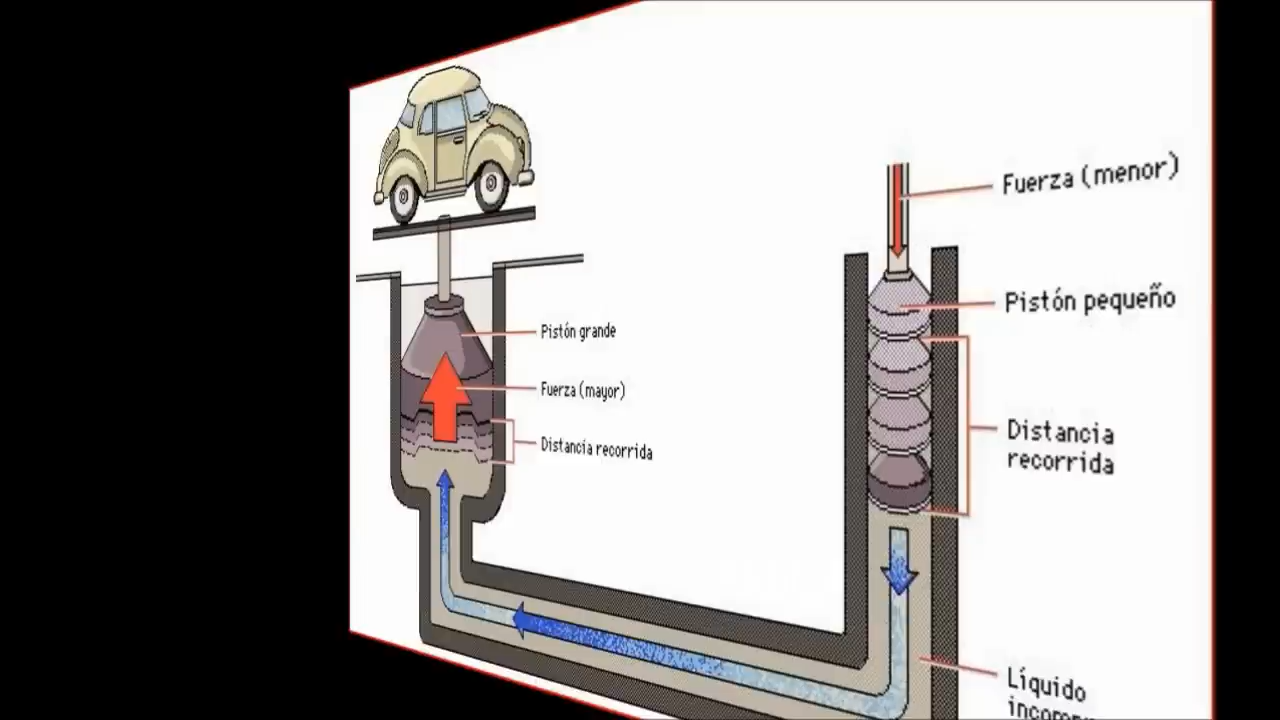 Fuerza (menor)
Pistón pequeño
Pistón grande
Fuerza (mayor)
Distancia recorrida
Distancia
recorrida
Líquido